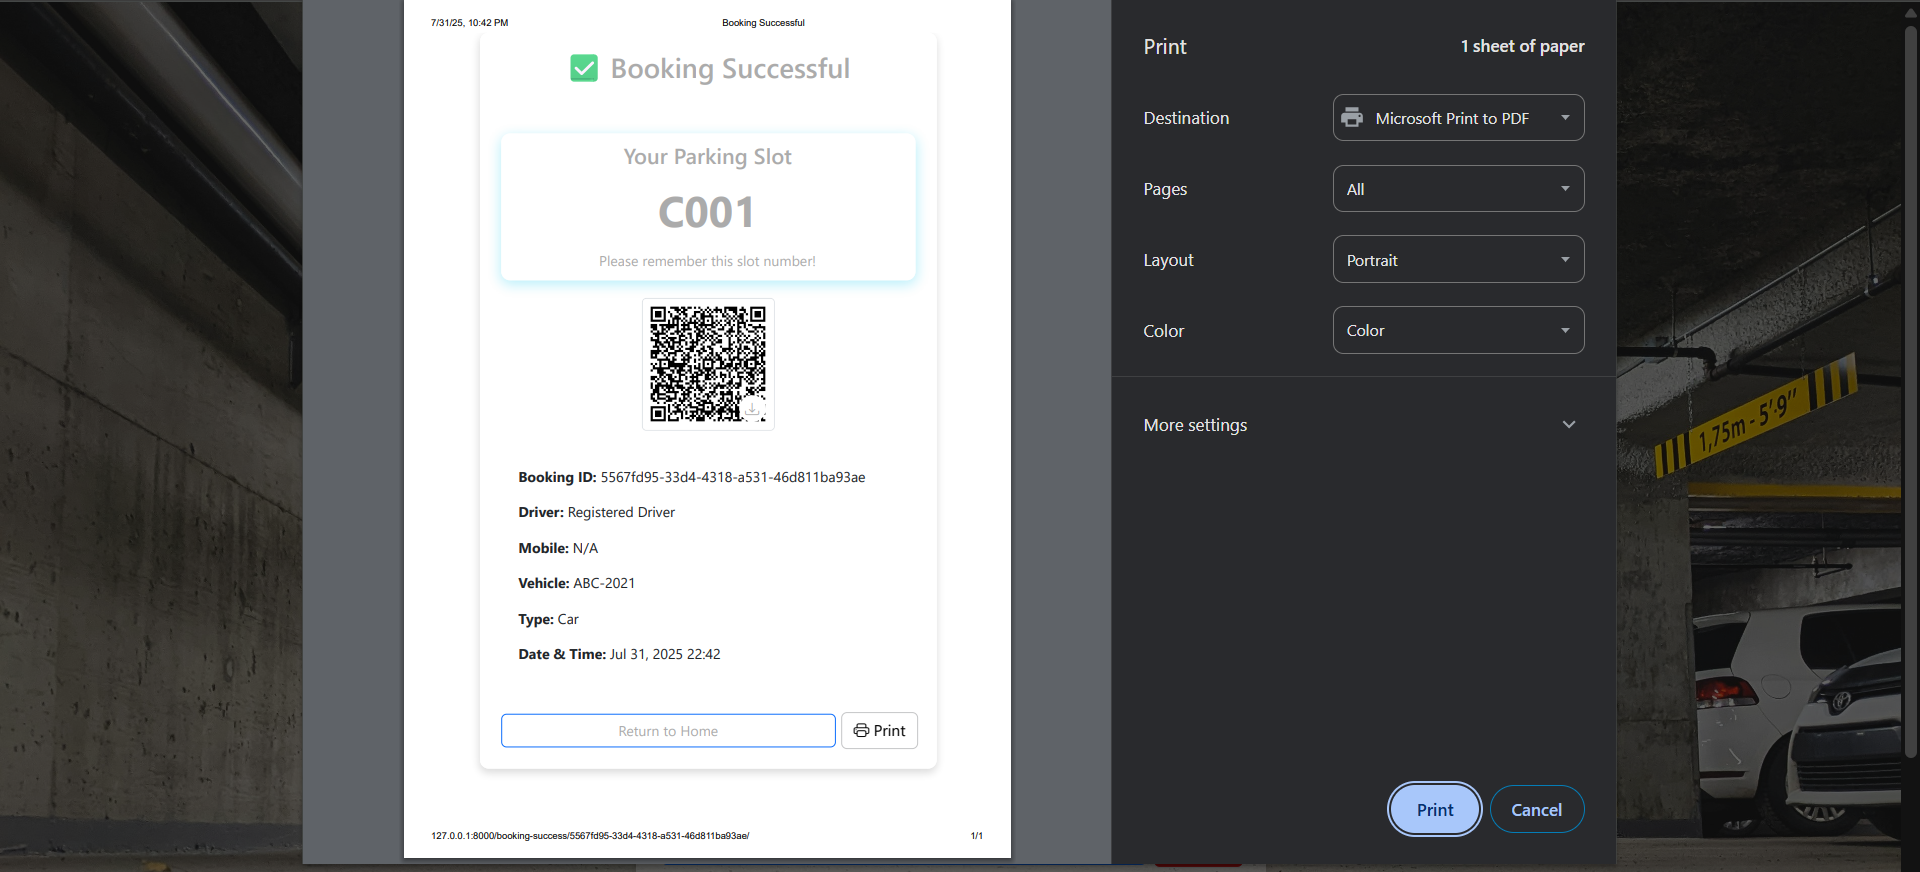 7/31/25, 10:42 PM
Booking Successful
Booking Successful
Your Parking Slot
C001
Please remember this slot number!
Booking ID: 5567fd95-33d4-4318-a531-46d811ba93ae
Driver: Registered Driver
Mobile: N/A
Vehicle: ABC-2021
Type: Car
Date & Time: Jul 31, 2025 22:42
Return to Home
Print
127.0.0.1:8000/booking-success/5567fd95-33d4-4318-a531-46d811ba93ae/
1/1
Print
1 sheet of paper
Destination
Microsoft Print to PDF
Pages
All
Layout
Portrait
Color
Color
More settings
Print
Cancel
1,75m - 5'-9"